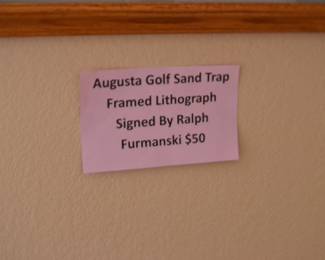 Augusta Golf Sand Trap
Framed Lithograph
Signed By Ralph
Furmanski $50